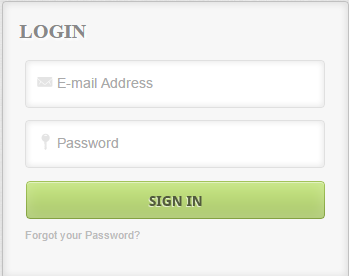 LOGIN
E-mail Address
Password
SIGN IN
Forgot your Password?